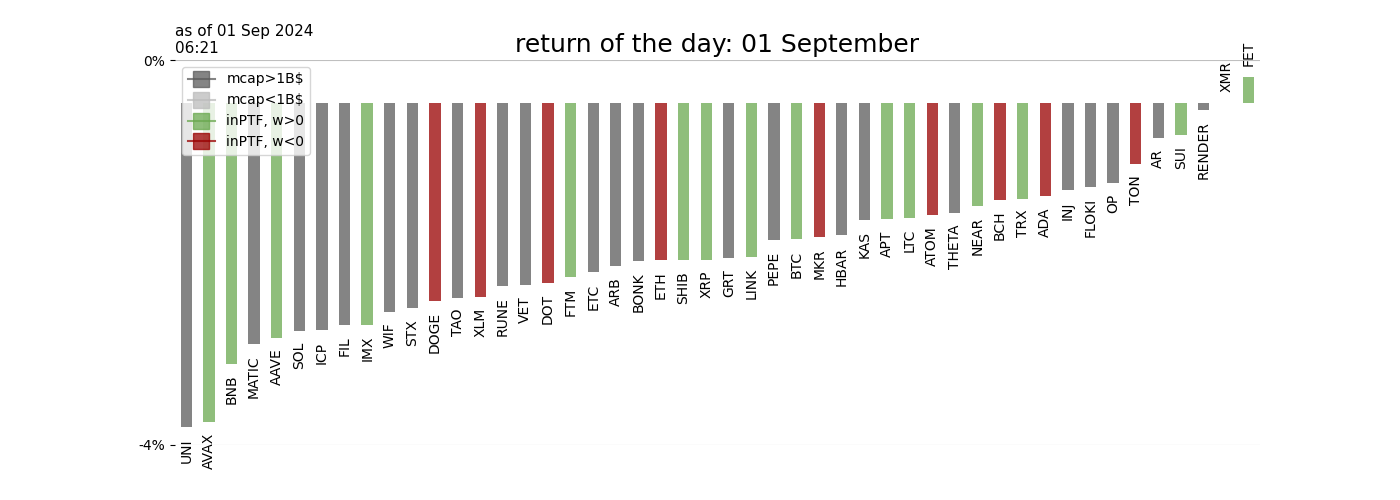 as of 01 Sep 2024
06:21
return of the day: 01 September
0%
-4%
mcap>1B$
mcap<1B$
inPTF, w>0
inPTF, w<0
UNI
AVAX
BNB
MATIC
AAVE
SOL
ICP
FIL
IMX
WIF
STX
DOGE
TAO
XLM
RUNE
VET
DOT
FTM
ETC
ARB
BONK
ETH
SHIB
XRP
GRT
LINK
PEPE
BTC
MKR
HBAR
KAS
APT
LTC
ATOM
THETA
NEAR
BCH
TRX
ADA
INJ
FLOKI
OP
TON
AR
SUI
RENDER
XMR
FET